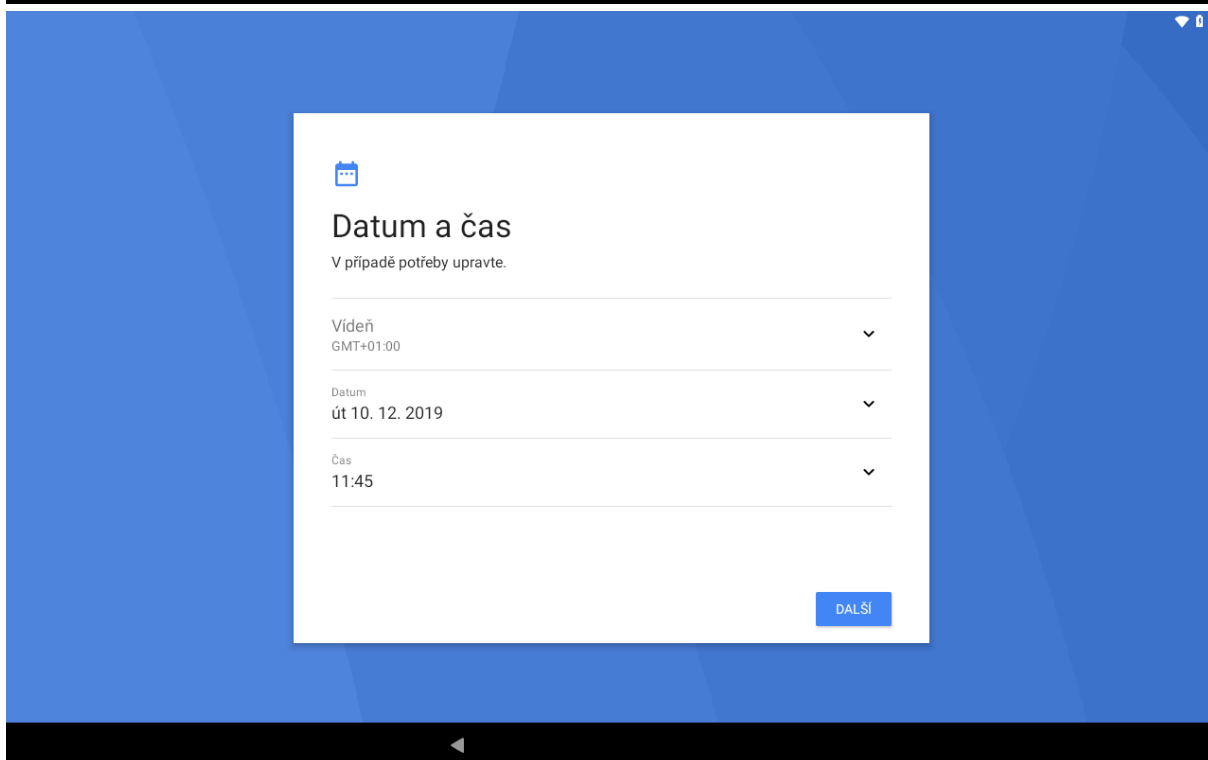 Datum a čas
V případě potřeby upravte.
Vídeň
GMT+01:00
Datum
út 10. 12. 2019
Čas
11:45
DALŠÍ